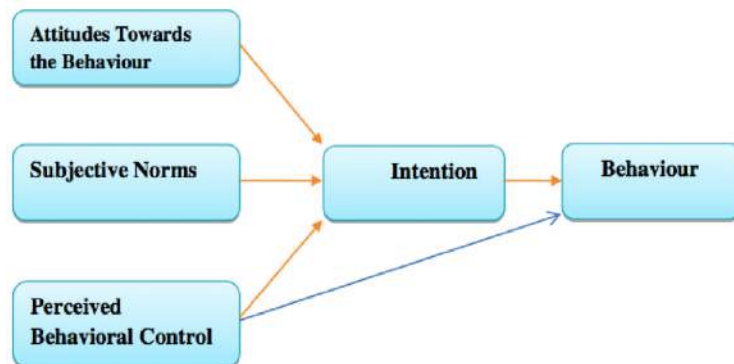 Attitudes Towards
the Behaviour
Subjective Norms
Intention
Behaviour
Perceived
Behavioral Control